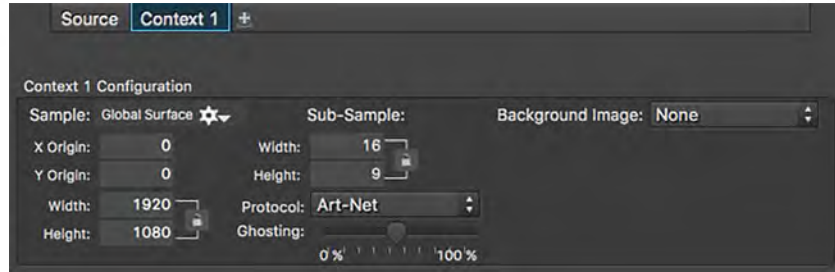 Source Context 1 +
Context 1 Configuration
Sample: Global Surface Sub-Sample: Background Image: None
X Origin: 0 Width: 16
Y Origin: 0 Height: 9
Width: 1920 Protocol: Art-Net
Height: 1080 Ghosting:
0% 100%